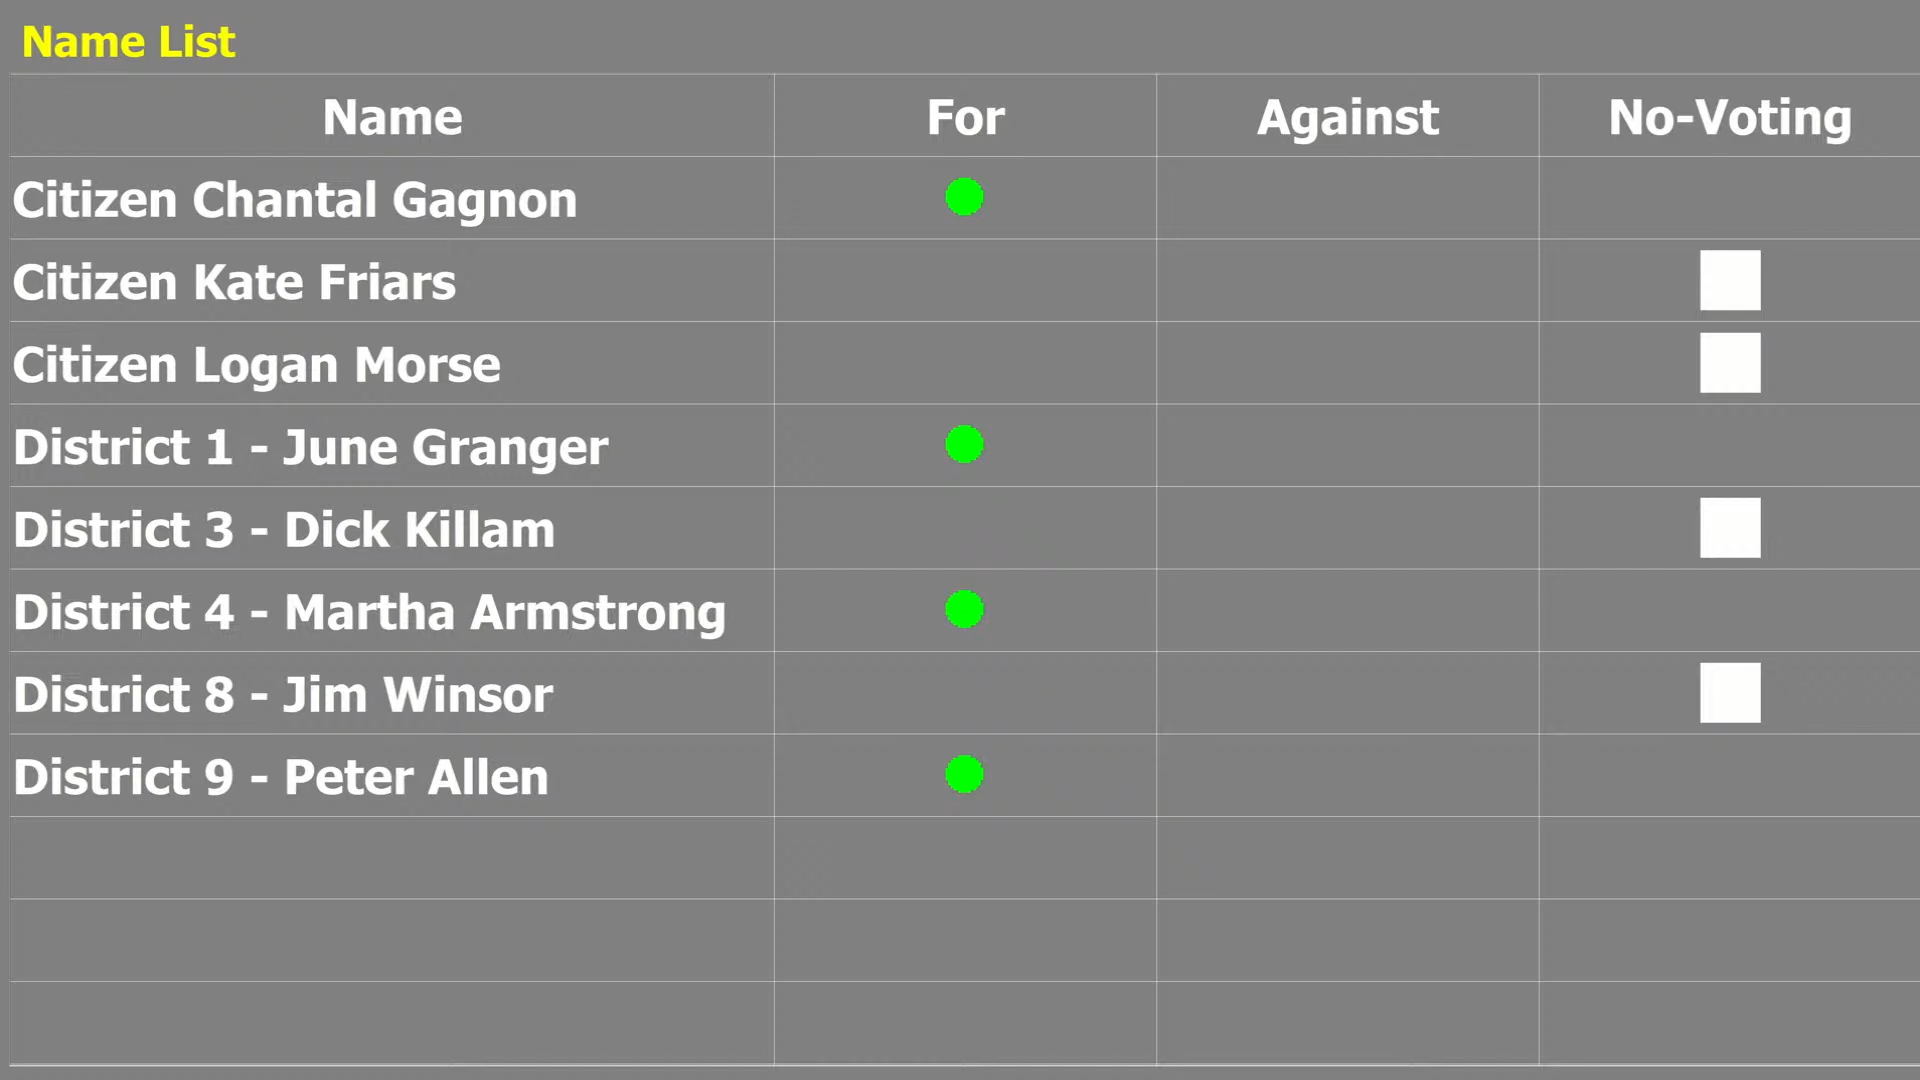 Name List
Name For Against No-Voting
Citizen Chantal Gagnon
Citizen Kate Friars
Citizen Logan Morse
District 1 - June Granger
District 3 - Dick Killam
District 4 - Martha Armstrong
District 8 - Jim Winsor
District 9 - Peter Allen